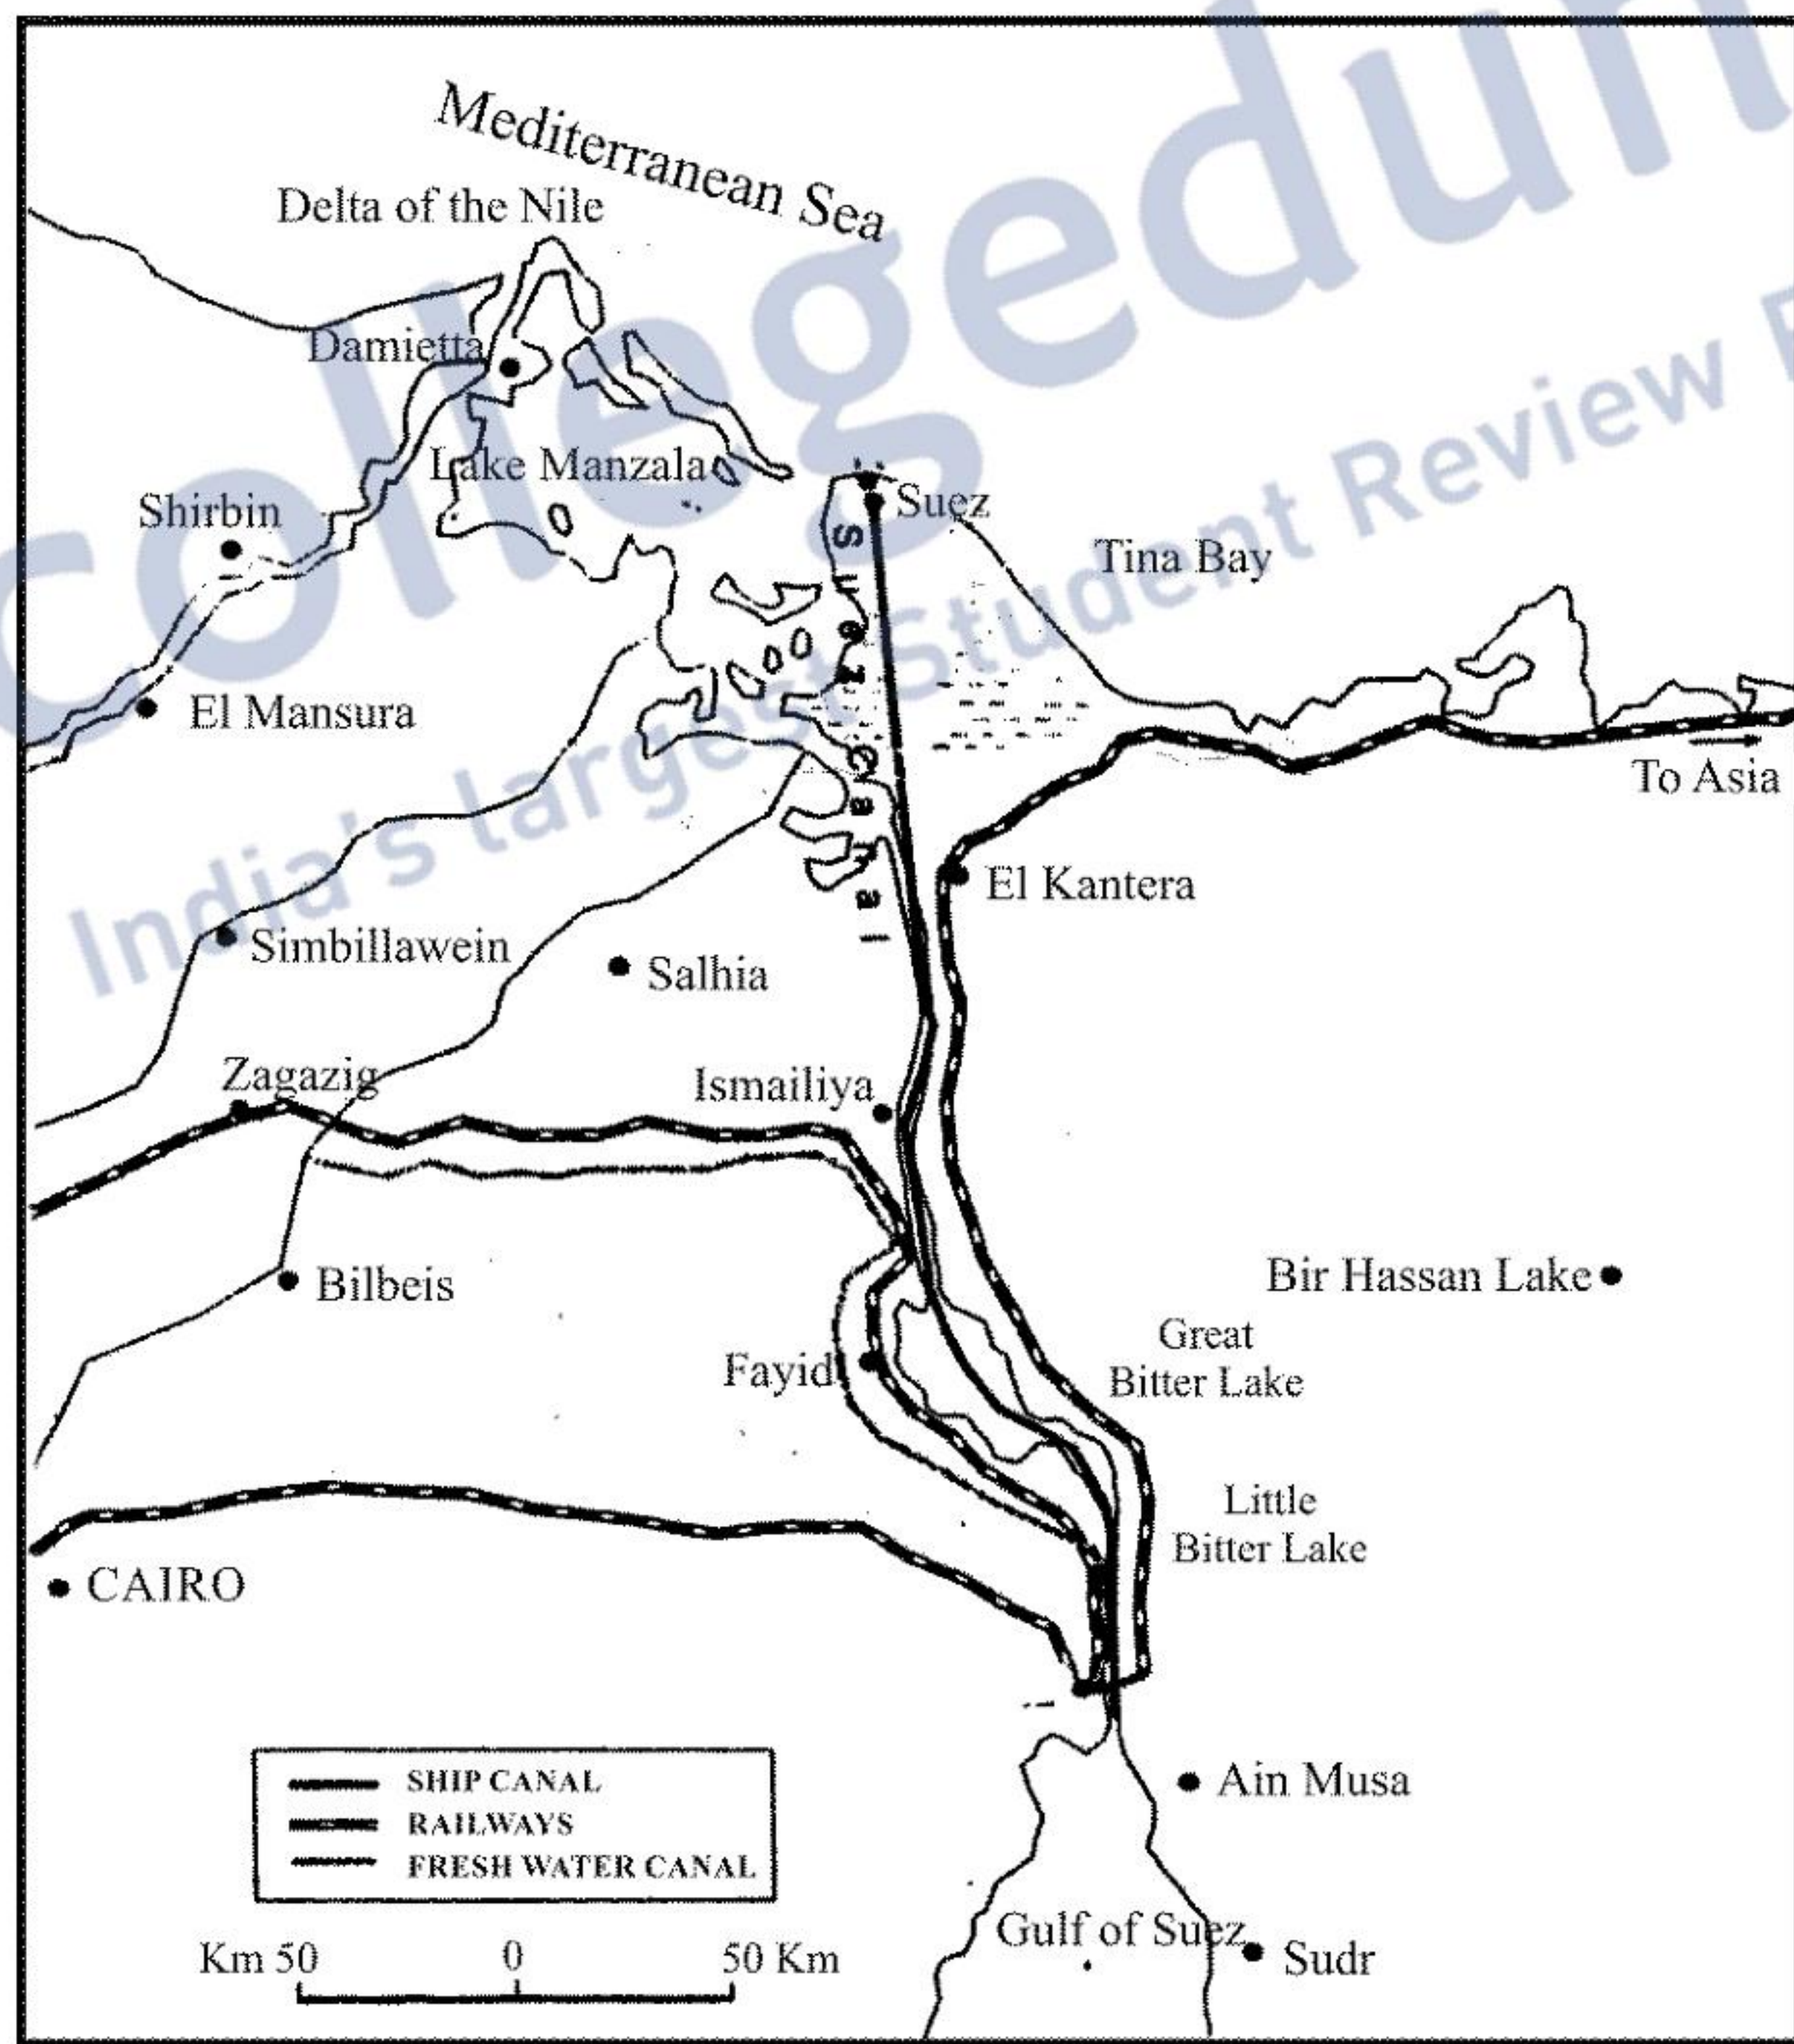 Mediterranean Sea
Delta of the Nile
Damietta
Lake Manzala
Shirbin
Suez
Tina Bay
El Mansura
To Asia
Suez Canal
El Kantera
Simbillawein
Salhia
Zagazig
Ismailiya
Bilbeis
Bir Hassan Lake
Great
Bitter Lake
Fayid
Little
Bitter Lake
CAIRO
Ain Musa
SHIP CANAL
RAILWAYS
FRESH WATER CANAL
Gulf of Suez
Sudr
Km 50 0 50 Km
collegedun
India's largest Student Review